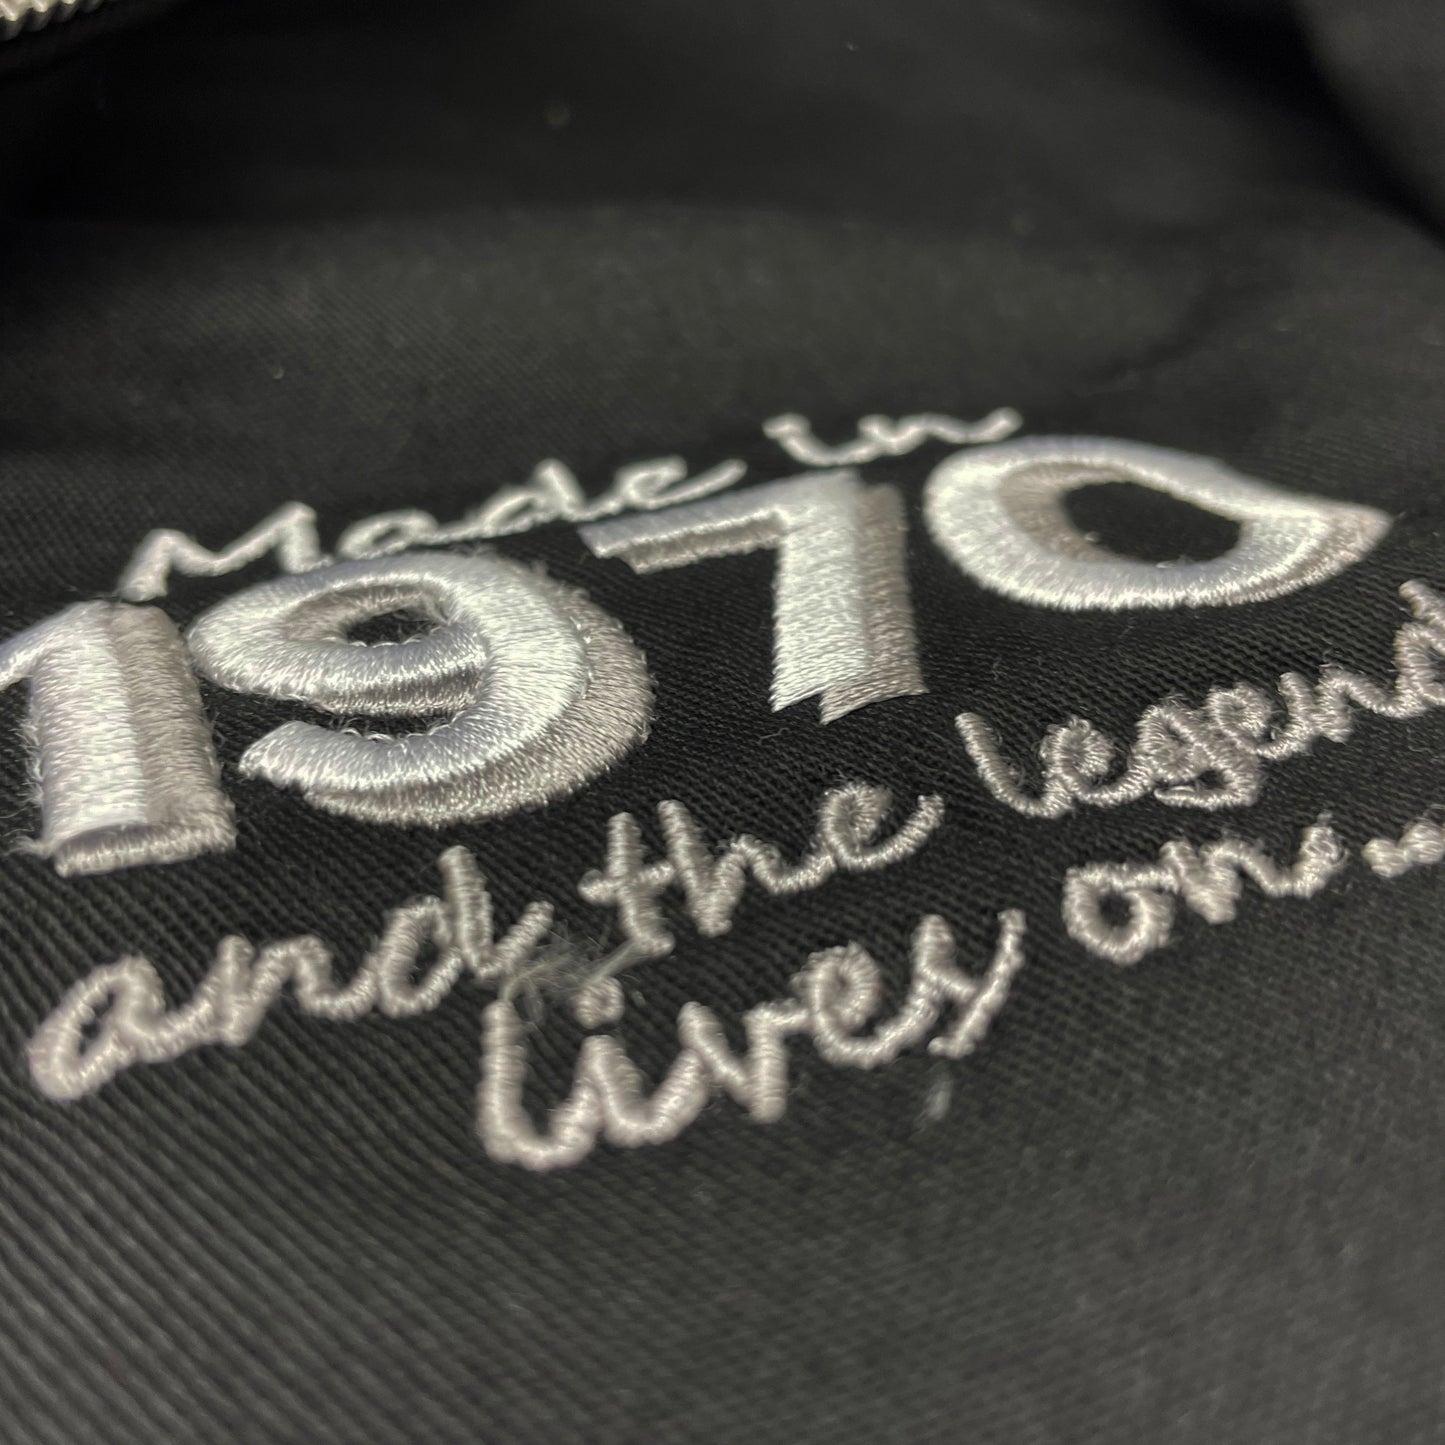 Made in
1970
and the legend
lives on...